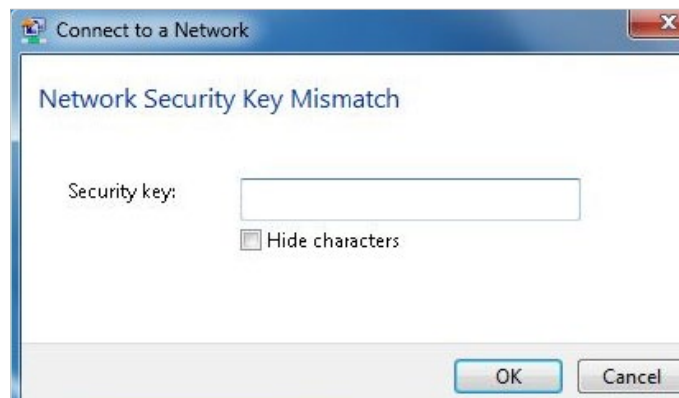 Connect to a Network
Network Security Key Mismatch
Security key:
Hide characters
OK Cancel